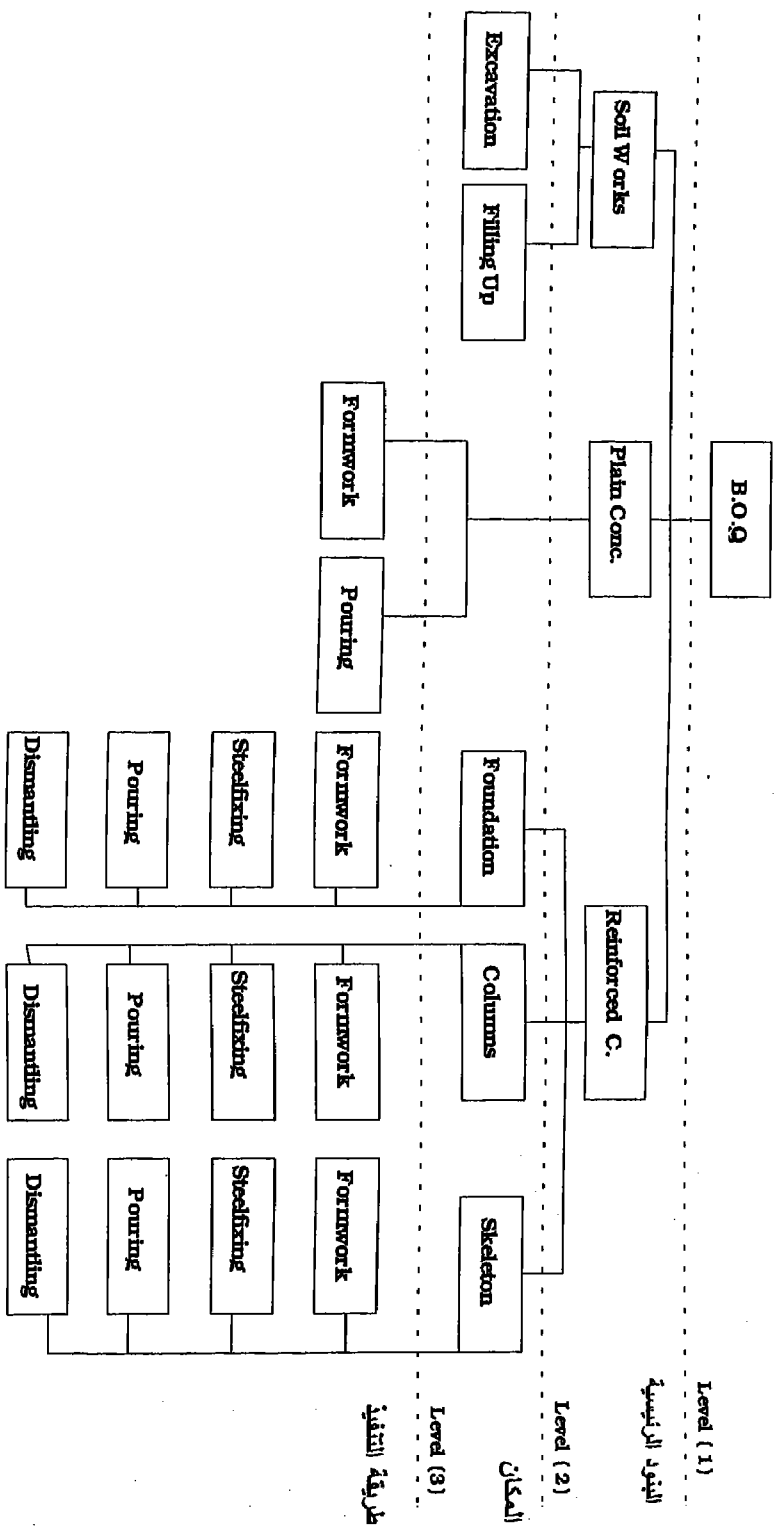 B.O.Q
Level (1)
البنود الرئيسية
Soil Works
Plain Conc.
Reinforced C.
Level (2)
المكان
Excavation
Filling Up
Foundation
Columns
Skeleton
Level (3)
طريقة التنفيذ
Formwork
Pouring
Formwork
Formwork
Formwork
Steelfixing
Steelfixing
Steelfixing
Pouring
Pouring
Pouring
Dismantling
Dismantling
Dismantling